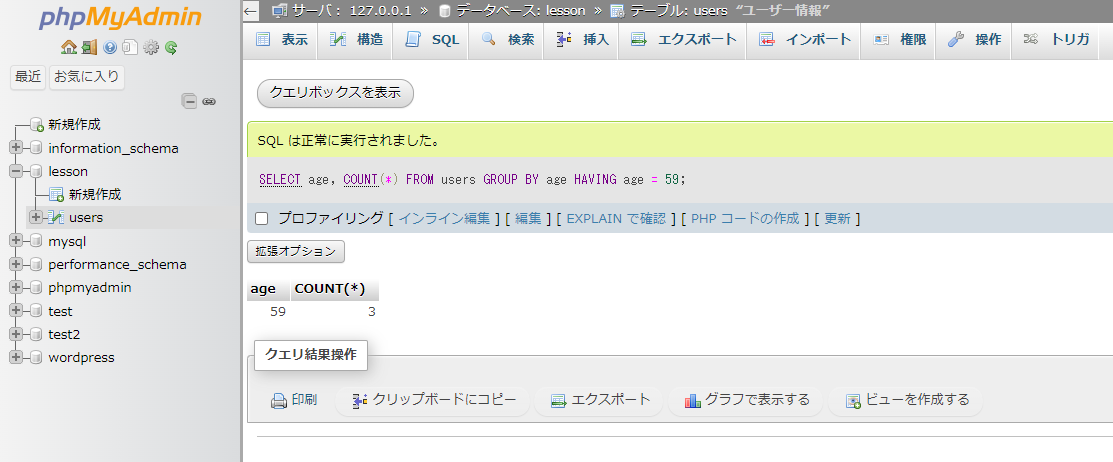 phpMyAdmin
最近 お気に入り
新規作成
information_schema
lesson
新規作成
users
mysql
performance_schema
phpmyadmin
test
test2
wordpress
← サーバ: 127.0.0.1 » データベース: lesson » テーブル: users “ユーザー情報”
表示 構造 SQL 検索 挿入 エクスポート インポート 権限 操作 トリガ
クエリボックスを表示
SQL は正常に実行されました。
SELECT age, COUNT(*) FROM users GROUP BY age HAVING age = 59;
プロファイリング [ インライン編集 ] [ 編集 ] [ EXPLAIN で確認 ] [ PHP コードの作成 ] [ 更新 ]
拡張オプション
age COUNT(*)
59 3
クエリ結果操作
印刷 クリップボードにコピー エクスポート グラフで表示する ビューを作成する